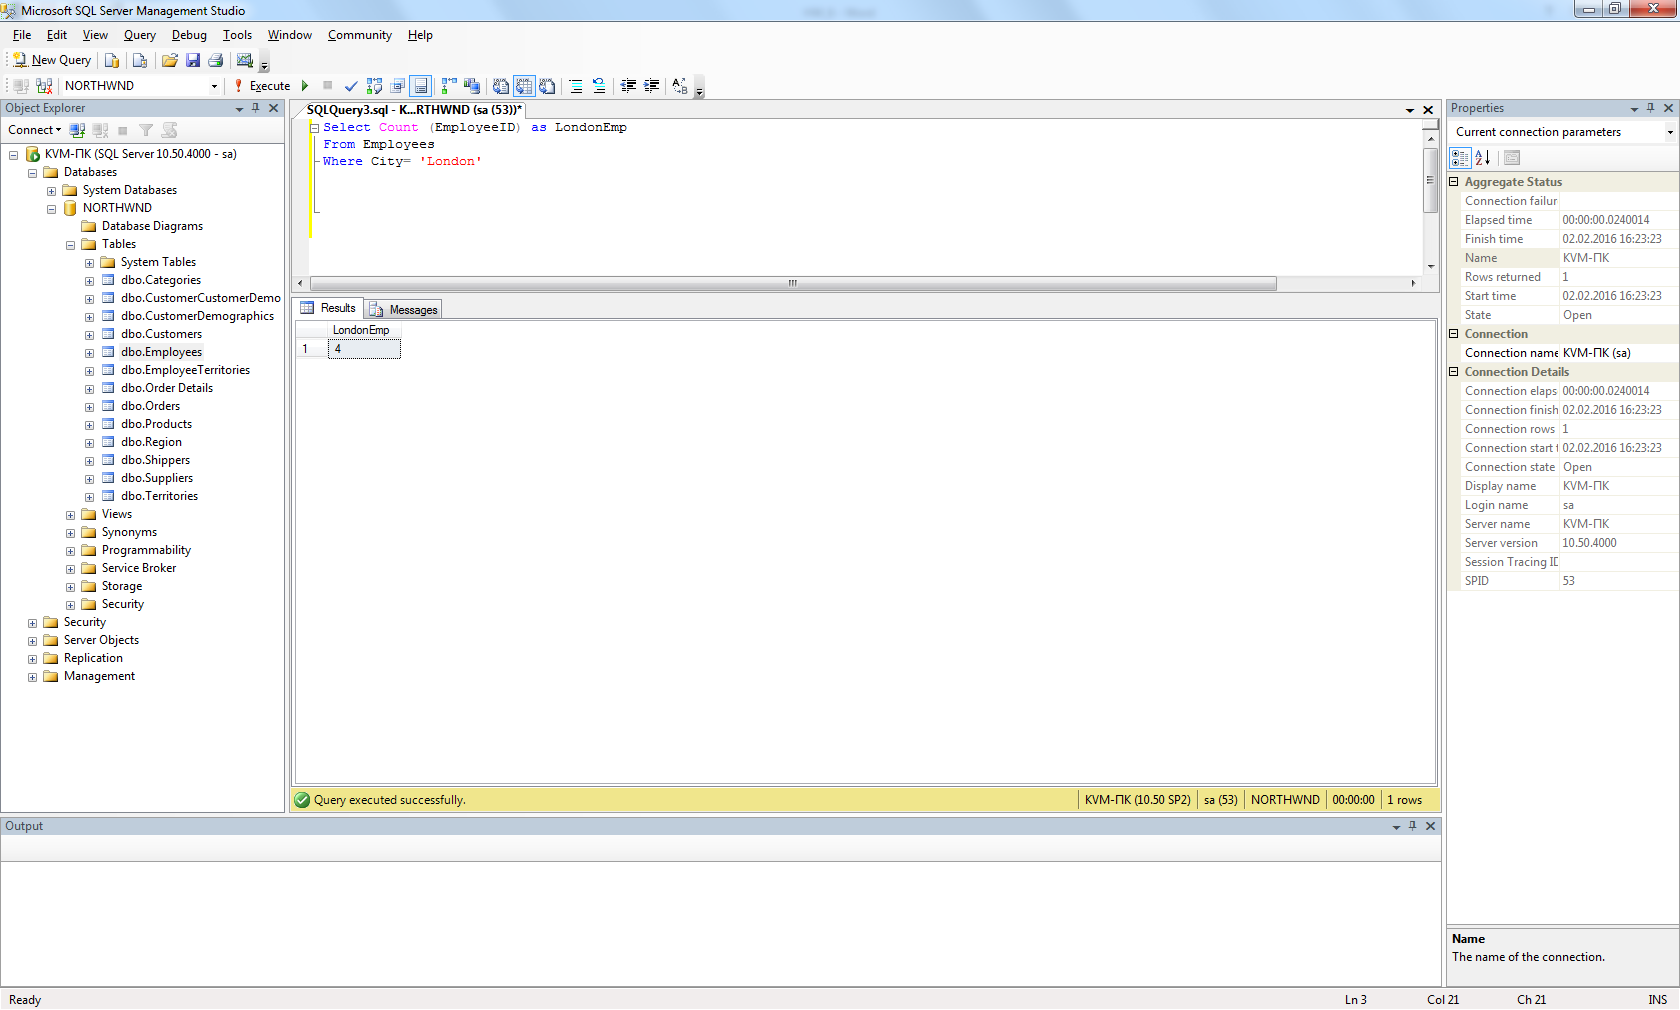 Microsoft SQL Server Management Studio
File Edit View Query Debug Tools Window Community Help
New Query
NORTHWND Execute
Object Explorer
Connect
KVM-ПК (SQL Server 10.50.4000 - sa)
Databases
System Databases
NORTHWND
Database Diagrams
Tables
System Tables
dbo.Categories
dbo.CustomerCustomerDemo
dbo.CustomerDemographics
dbo.Customers
dbo.Employees
dbo.EmployeeTerritories
dbo.Order Details
dbo.Orders
dbo.Products
dbo.Region
dbo.Shippers
dbo.Suppliers
dbo.Territories
Views
Synonyms
Programmability
Service Broker
Storage
Security
Security
Server Objects
Replication
Management
SQLQuery3.sql - K...RTHWND (sa (53))*
Select Count (EmployeeID) as LondonEmp
From Employees
Where City= 'London'
Results Messages
LondonEmp
1 4
Query executed successfully.
KVM-ПК (10.50 SP2) sa (53) NORTHWND 00:00:00 1 rows
Output
Properties
Current connection parameters
Aggregate Status
Connection failur
Elapsed time 00:00:00.0240014
Finish time 02.02.2016 16:23:23
Name KVM-ПК
Rows returned 1
Start time 02.02.2016 16:23:23
State Open
Connection
Connection name KVM-ПК (sa)
Connection Details
Connection elaps 00:00:00.0240014
Connection finish 02.02.2016 16:23:23
Connection rows 1
Connection start t 02.02.2016 16:23:23
Connection state Open
Display name KVM-ПК
Login name sa
Server name KVM-ПК
Server version 10.50.4000
Session Tracing ID
SPID 53
Name
The name of the connection.
Ready Ln 3 Col 21 Ch 21 INS